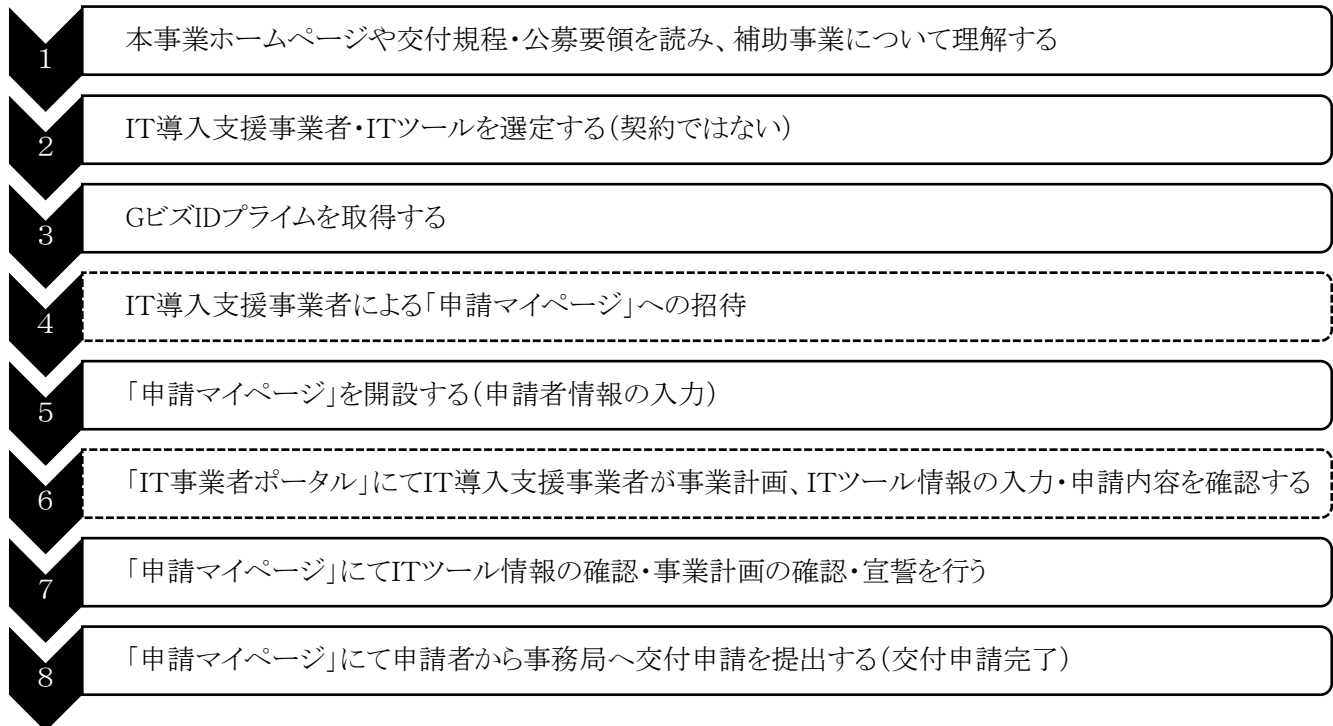 1
本事業ホームページや交付規程・公募要領を読み、補助事業について理解する
2
IT導入支援事業者・ITツールを選定する(契約ではない)
3
GビズIDプライムを取得する
4
IT導入支援事業者による「申請マイページ」への招待
5
「申請マイページ」を開設する(申請者情報の入力)
6
「IT事業者ポータル」にてIT導入支援事業者が事業計画、ITツール情報の入力・申請内容を確認する
7
「申請マイページ」にてITツール情報の確認・事業計画の確認・宣誓を行う
8
「申請マイページ」にて申請者から事務局へ交付申請を提出する(交付申請完了)